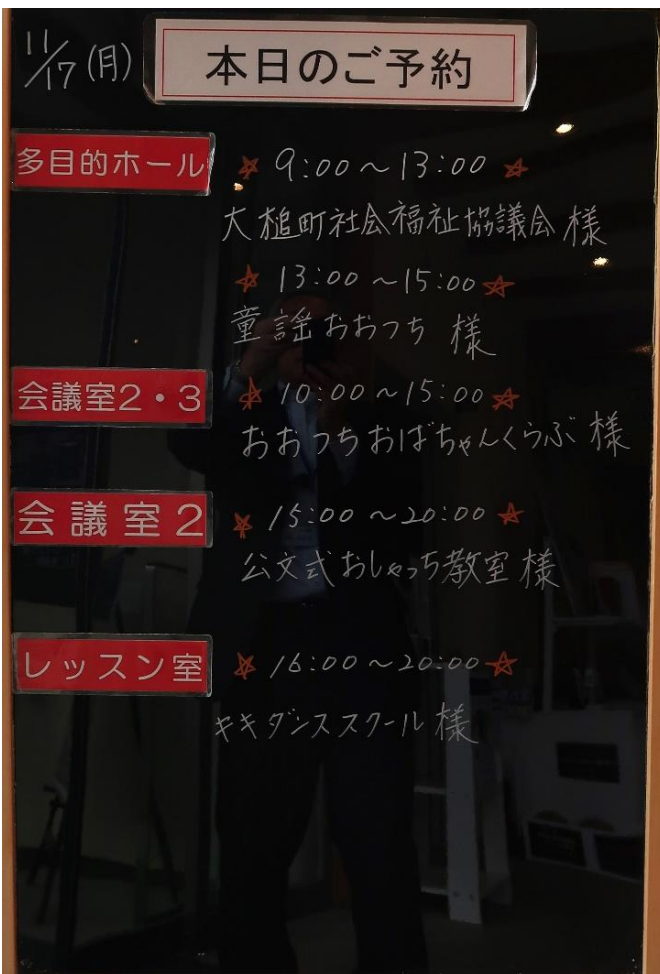 11/17(月) 本日のご予約
多目的ホール ☆ 9:00~13:00 ☆
大槌町社会福祉協議会 様
☆ 13:00~15:00 ☆
童謡おおつち 様
会議室2・3 ☆ 10:00~15:00 ☆
おおつちおばちゃんくらぶ 様
会議室2 ☆ 15:00~20:00 ☆
公文式おしゃっち教室 様
レッスン室 ☆ 16:00~20:00 ☆
キキダンススクール 様